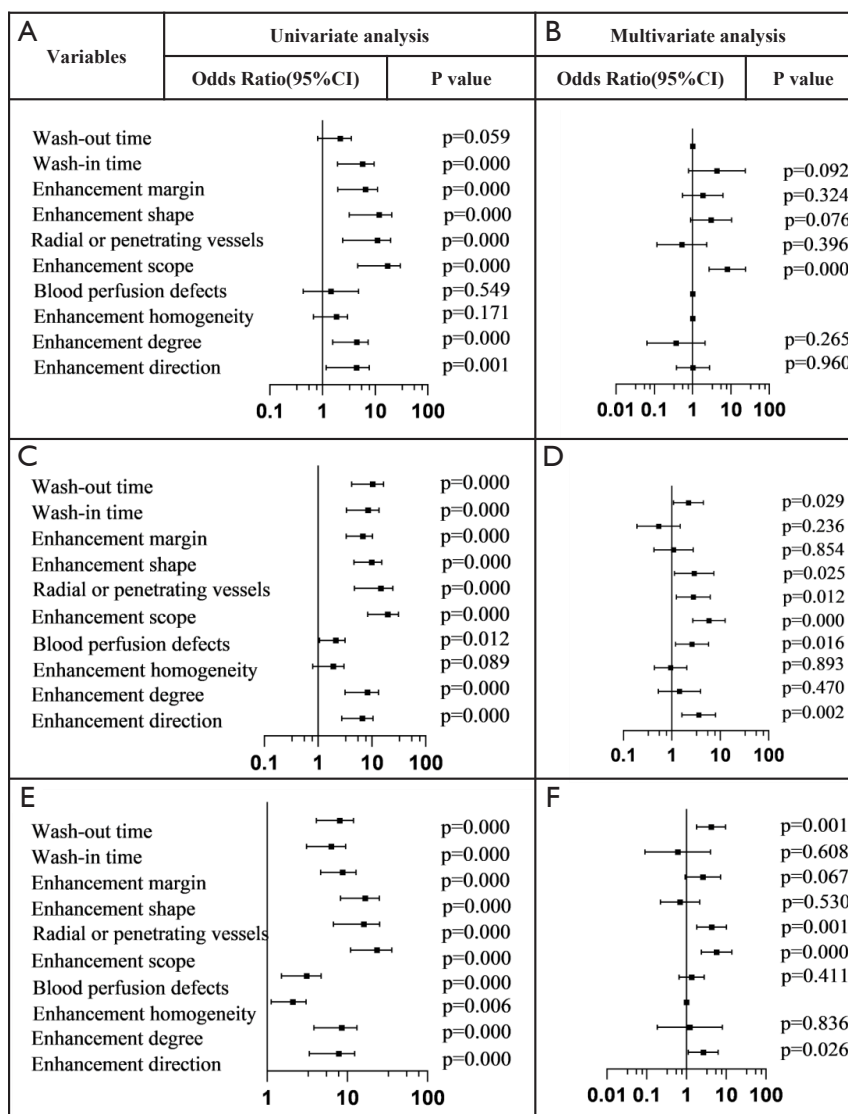 A Variables Univariate analysis B Multivariate analysis
Odds Ratio(95%CI) P value Odds Ratio(95%CI) P value
Wash-out time p=0.059
Wash-in time p=0.000 p=0.092
Enhancement margin p=0.000 p=0.324
Enhancement shape p=0.000 p=0.076
Radial or penetrating vessels p=0.000 p=0.396
Enhancement scope p=0.000 p=0.000
Blood perfusion defects p=0.549
Enhancement homogeneity p=0.171
Enhancement degree p=0.000 p=0.265
Enhancement direction p=0.001 p=0.960
0.1 1 10 100 0.01 0.1 1 10 100
C D
Wash-out time p=0.000 p=0.029
Wash-in time p=0.000 p=0.236
Enhancement margin p=0.000 p=0.854
Enhancement shape p=0.000 p=0.025
Radial or penetrating vessels p=0.000 p=0.012
Enhancement scope p=0.000 p=0.000
Blood perfusion defects p=0.012 p=0.016
Enhancement homogeneity p=0.089 p=0.893
Enhancement degree p=0.000 p=0.470
Enhancement direction p=0.000 p=0.002
0.1 1 10 100 0.1 1 10 100
E F
Wash-out time p=0.000 p=0.001
Wash-in time p=0.000 p=0.608
Enhancement margin p=0.000 p=0.067
Enhancement shape p=0.000 p=0.530
Radial or penetrating vessels p=0.000 p=0.001
Enhancement scope p=0.000 p=0.000
Blood perfusion defects p=0.000 p=0.411
Enhancement homogeneity p=0.006
Enhancement degree p=0.000 p=0.836
Enhancement direction p=0.000 p=0.026
1 10 100 0.01 0.1 1 10 100